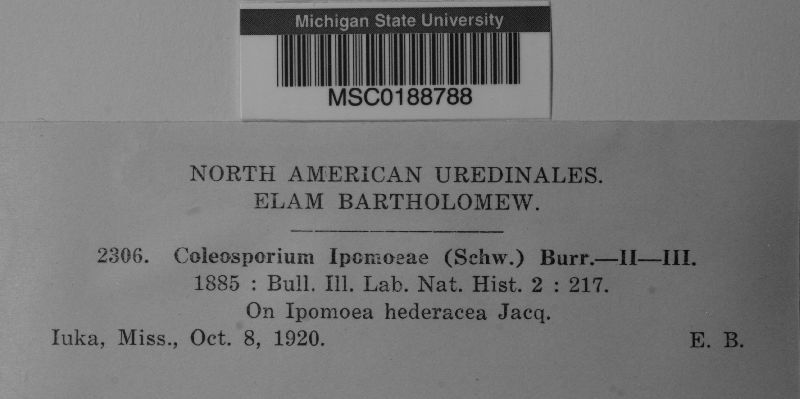 Michigan State University
MSC0188788
NORTH AMERICAN UREDINALES.
ELAM BARTHOLOMEW.
2306. Coleosporium Ipomoeae (Schw.) Burr.—II—III.
1885 : Bull. Ill. Lab. Nat. Hist. 2 : 217.
On Ipomoea hederacea Jacq.
Iuka, Miss., Oct. 8, 1920. E. B.